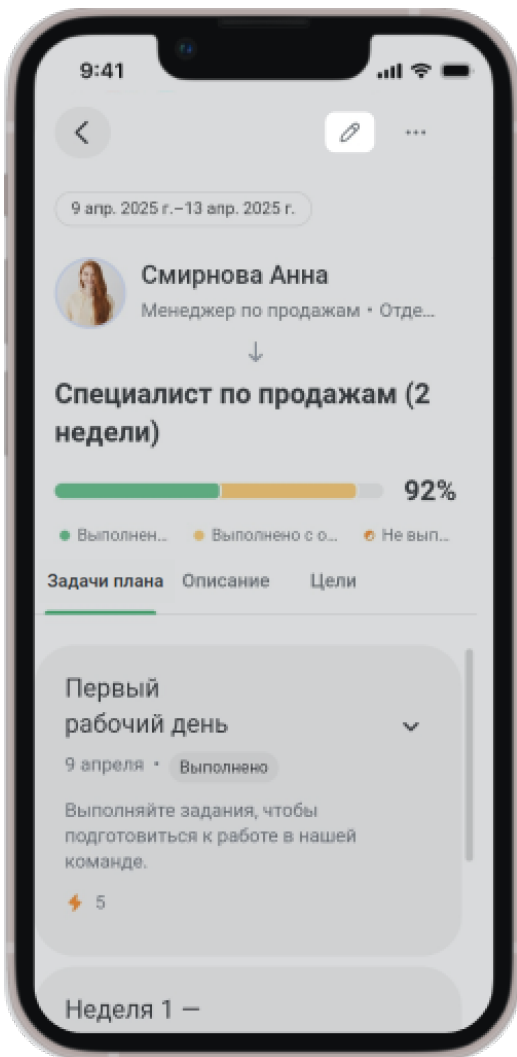 9:41
9 апр. 2025 г.–13 апр. 2025 г.
Смирнова Анна
Менеджер по продажам • Отде...
Специалист по продажам (2
недели)
92%
Выполнен... Выполнено с о... Не вып...
Задачи плана Описание Цели
Первый
рабочий день
9 апреля • Выполнено
Выполняйте задания, чтобы
подготовиться к работе в нашей
команде.
5
Неделя 1 —